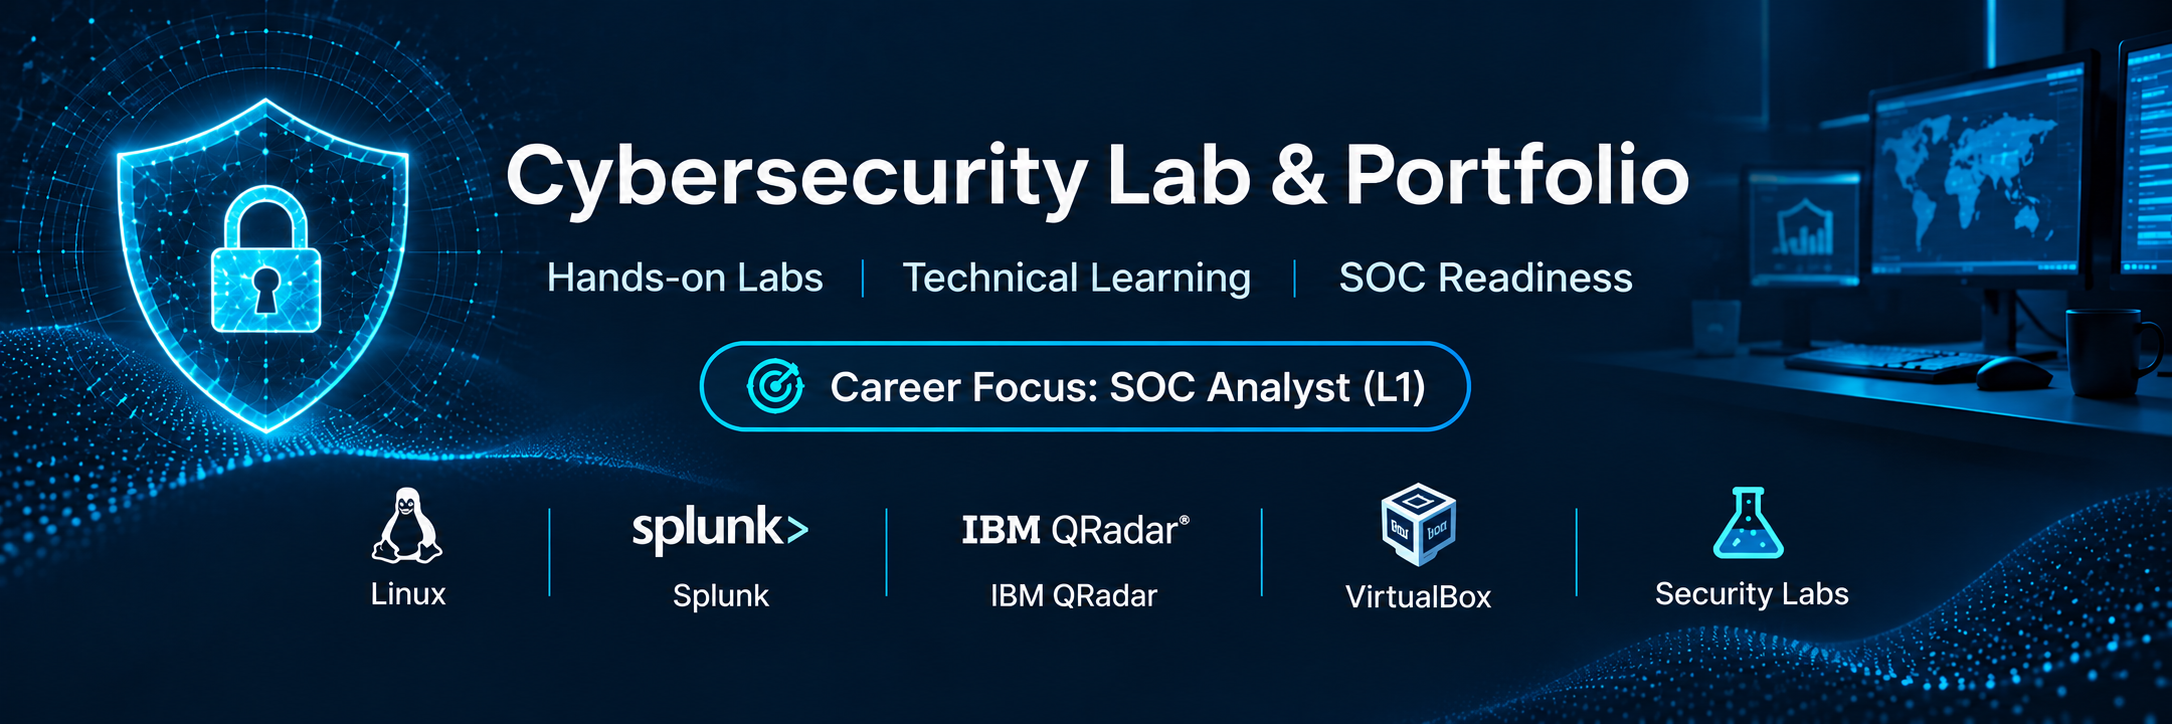 Cybersecurity Lab & Portfolio
Hands-on Labs | Technical Learning | SOC Readiness
Career Focus: SOC Analyst (L1)
splunk>
IBM QRadar®
Linux
Splunk
IBM QRadar
VirtualBox
Security Labs